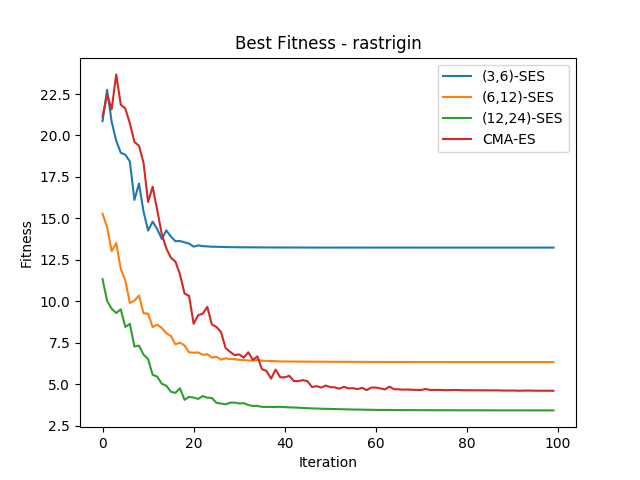 Best Fitness - rastrigin
(3,6)-SES
(6,12)-SES
(12,24)-SES
CMA-ES
22.5
20.0
17.5
15.0
12.5
10.0
7.5
5.0
2.5
Fitness
0 20 40 60 80 100
Iteration